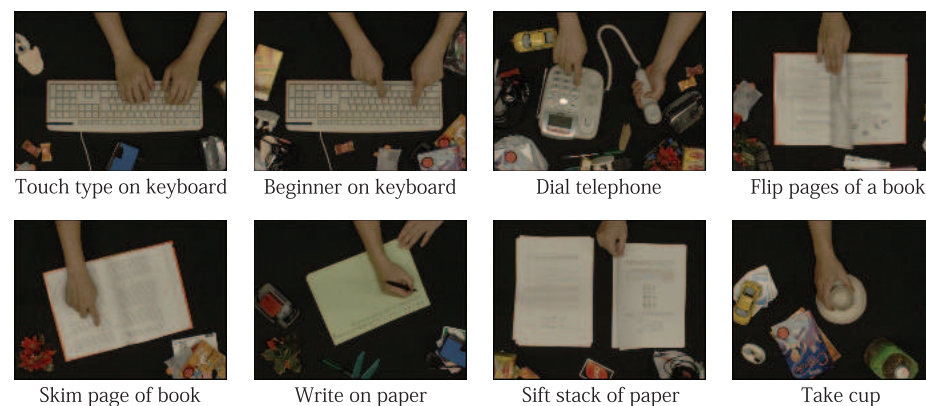 Touch type on keyboard
Beginner on keyboard
Dial telephone
Flip pages of a book
Skim page of book
Write on paper
Sift stack of paper
Take cup